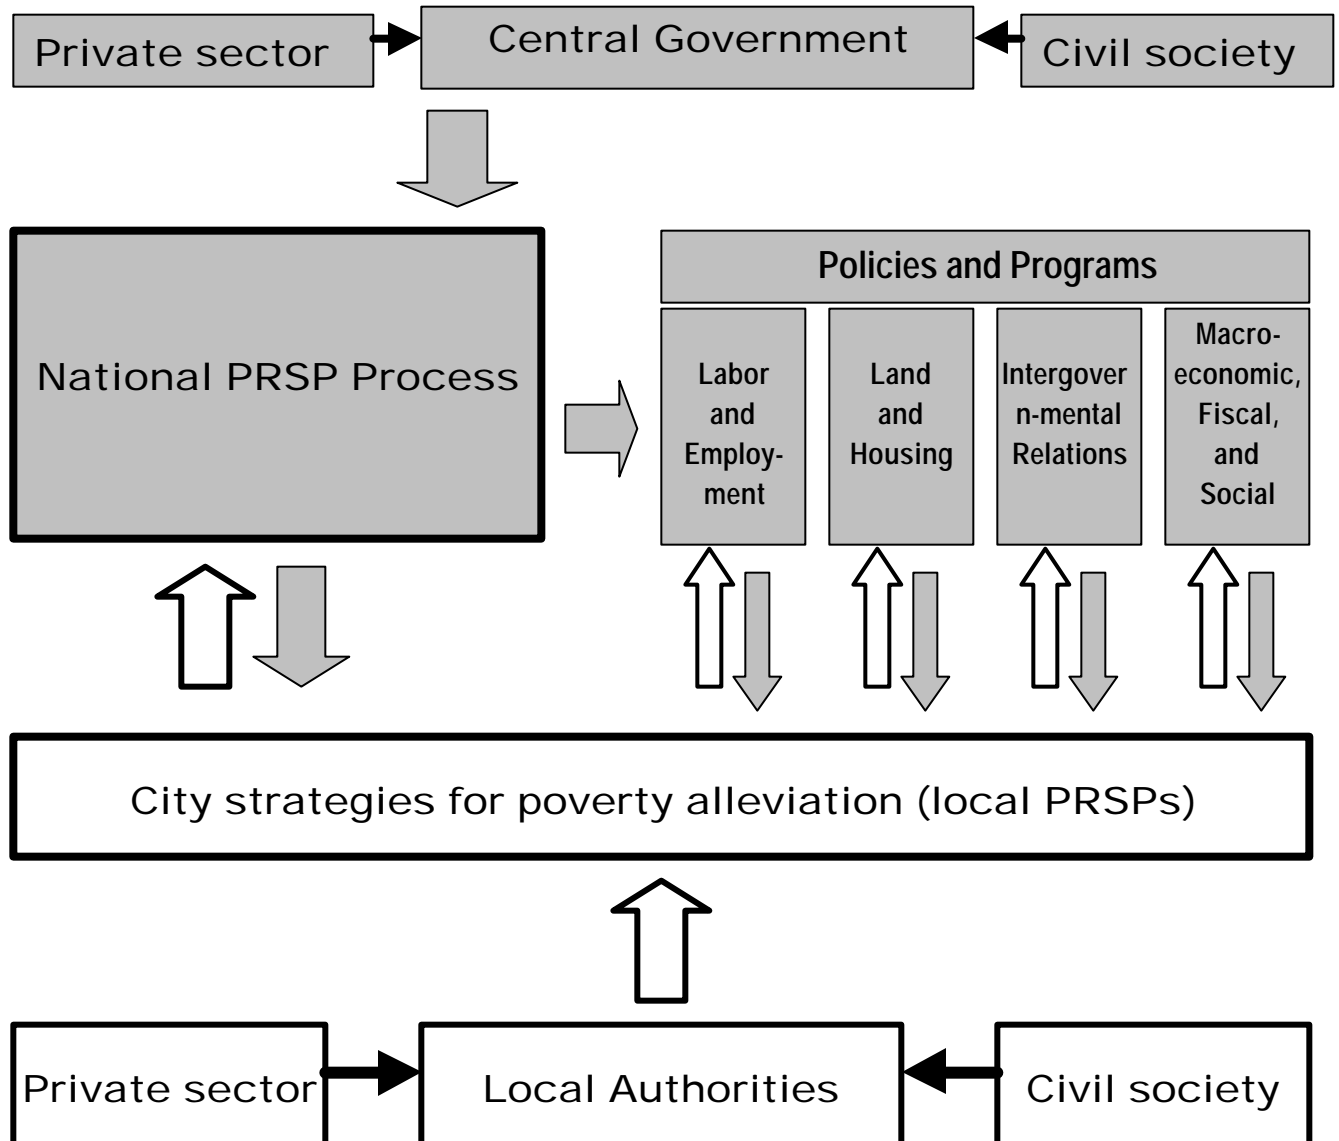 Private sector
Central Government
Civil society
National PRSP Process
Policies and Programs
Labor
and
Employ-
ment
Land
and
Housing
Intergover
n-mental
Relations
Macro-
economic,
Fiscal,
and
Social
City strategies for poverty alleviation (local PRSPs)
Private sector
Local Authorities
Civil society